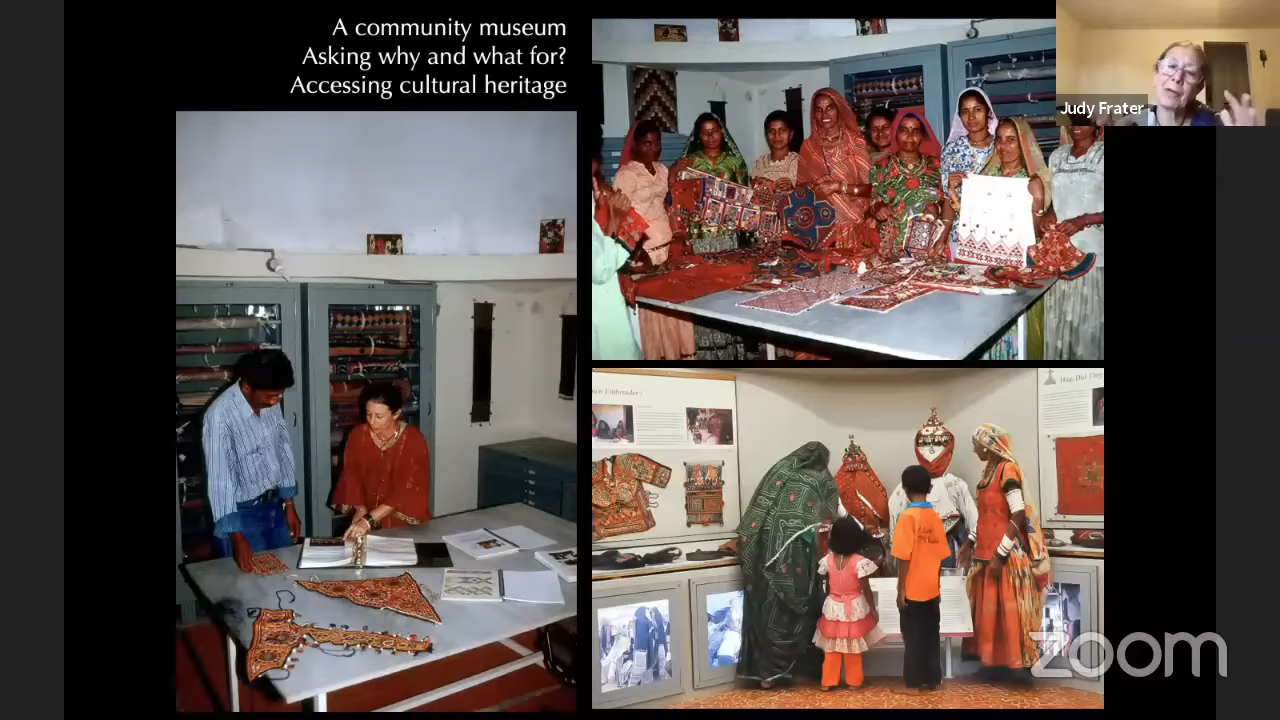 A community museum
Asking why and what for?
Accessing cultural heritage
Judy Frater
zoom